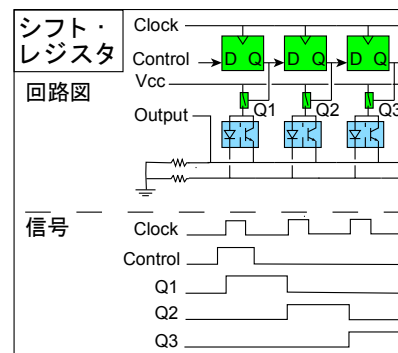 シフト・
レジスタ
回路図
Clock
D Q D Q D Q
Control
Vcc
Q1 Q2 Q3
Output
信号
Clock
Control
Q1
Q2
Q3